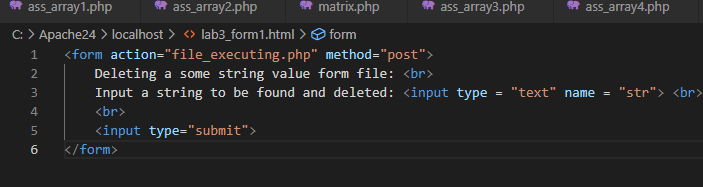 ass_array1.php ass_array2.php matrix.php ass_array3.php ass_array4.php
C: > Apache24 > localhost > lab3_form1.html > form
1 <form action="file_executing.php" method="post">
2 Deleting a some string value form file: <br>
3 Input a string to be found and deleted: <input type = "text" name = "str"> <br>
4 <br>
5 <input type="submit">
6 </form>